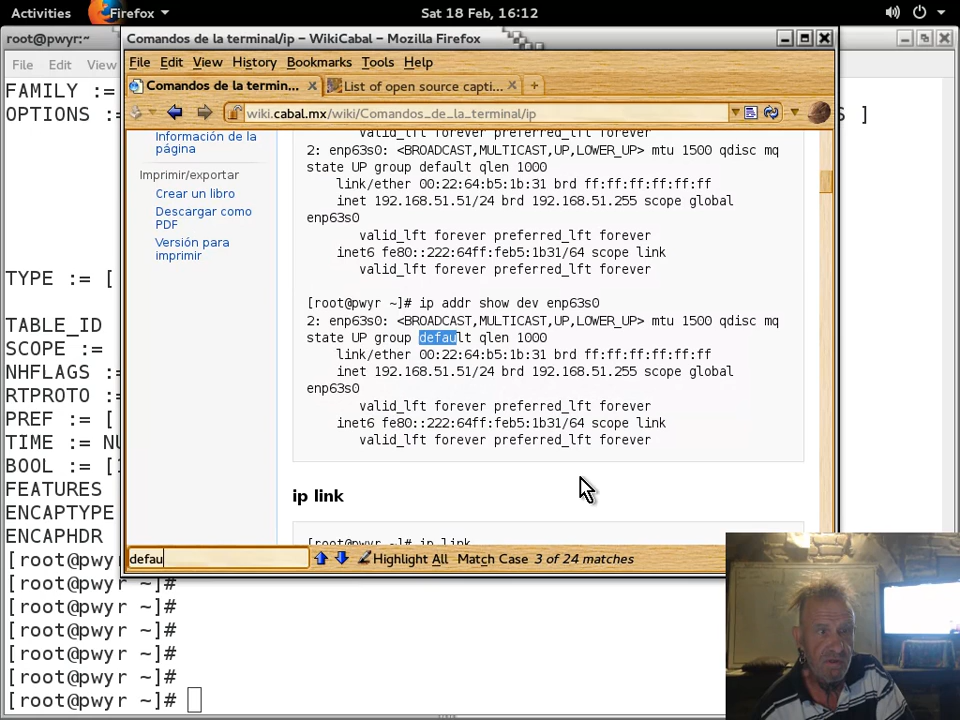 Activities Firefox Sat 18 Feb, 16:12
root@pwyr:~
File Edit View
FAMILY :=
OPTIONS :=
]
TYPE := [
TABLE_ID
SCOPE :=
NHFLAGS
RTPROTO
PREF := [
TIME := NU
BOOL := [1
FEATURES
ENCAPTYPE
ENCAPHDR
[root@pwyr
[root@pwyr ~]#
[root@pwyr ~]#
[root@pwyr ~]#
[root@pwyr ~]#
[root@pwyr ~]#
[root@pwyr ~]#
Comandos de la terminal/ip – WikiCabal – Mozilla Firefox
File Edit View History Bookmarks Tools Help
Comandos de la termin... List of open source capti...
wiki.cabal.mx/wiki/Comandos_de_la_terminal/ip
Información de la
página
Imprimir/exportar
Crear un libro
Descargar como
PDF
Versión para
imprimir
valid_lft forever preferred_lft forever
2: enp63s0: <BROADCAST,MULTICAST,UP,LOWER_UP> mtu 1500 qdisc mq
state UP group default qlen 1000
link/ether 00:22:64:b5:1b:31 brd ff:ff:ff:ff:ff:ff
inet 192.168.51.51/24 brd 192.168.51.255 scope global
enp63s0
valid_lft forever preferred_lft forever
inet6 fe80::222:64ff:feb5:1b31/64 scope link
valid_lft forever preferred_lft forever
[root@pwyr ~]# ip addr show dev enp63s0
2: enp63s0: <BROADCAST,MULTICAST,UP,LOWER_UP> mtu 1500 qdisc mq
state UP group default qlen 1000
link/ether 00:22:64:b5:1b:31 brd ff:ff:ff:ff:ff:ff
inet 192.168.51.51/24 brd 192.168.51.255 scope global
enp63s0
valid_lft forever preferred_lft forever
inet6 fe80::222:64ff:feb5:1b31/64 scope link
valid_lft forever preferred_lft forever
ip link
[root@pwyr ~]# ip link
defau Highlight All Match Case 3 of 24 matches